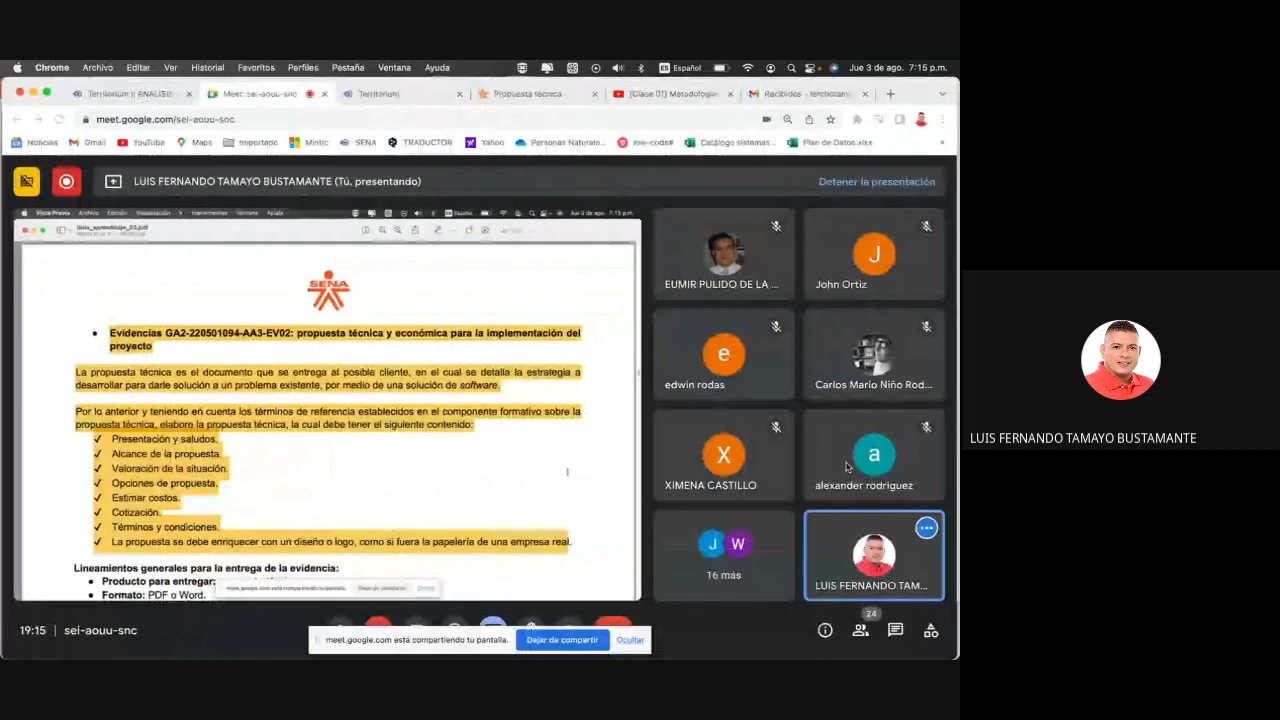 Chrome Archivo Editar Ver Historial Favoritos Perfiles Pestaña Ventana Ayuda Español Jue 3 de ago. 7:15 p.m.
Territorium || ANALISIS Meet: sei-aouu-snc Territorium Propuesta técnica [Clase 01] Metodologia
meet.google.com/sei-aouu-snc
Noticias Gmail YouTube Maps Importado Mintic SENA TRADUCTOR Yahoo Personas Naturale... low-code# Catálogo sistemas... Plan de Datos.xlsx
LUIS FERNANDO TAMAYO BUSTAMANTE (Tú, presentando) Detener la presentación
Vista Previa Archivo Ventana Ayuda
SENA
• Evidencias GA2-220501094-AA3-EV02: propuesta técnica y económica para la implementación del
proyecto
La propuesta técnica es el documento que se entrega al posible cliente, en el cual se detalla la estrategia a
desarrollar para darle solución a un problema existente, por medio de una solución de software.
Por lo anterior y teniendo en cuenta los términos de referencia establecidos en el componente formativo sobre la
propuesta técnica, elabore la propuesta técnica, la cual debe tener el siguiente contenido:
✓ Presentación y saludos.
✓ Alcance de la propuesta.
✓ Valoración de la situación.
✓ Opciones de propuesta.
✓ Estimar costos.
✓ Cotización.
✓ Términos y condiciones.
✓ La propuesta se debe enriquecer con un diseño o logo, como si fuera la papelería de una empresa real.
Lineamientos generales para la entrega de la evidencia:
• Producto para entregar:
• Formato: PDF o Word.
EUMIR PULIDO DE LA ...
J
John Ortiz
e
edwin rodas
Carlos Mario Niño Rod...
X
XIMENA CASTILLO
a
alexander rodriguez
J W
16 más
LUIS FERNANDO TAM...
LUIS FERNANDO TAMAYO BUSTAMANTE
19:15 | sei-aouu-snc
24
meet.google.com está compartiendo tu pantalla. Dejar de compartir Ocultar